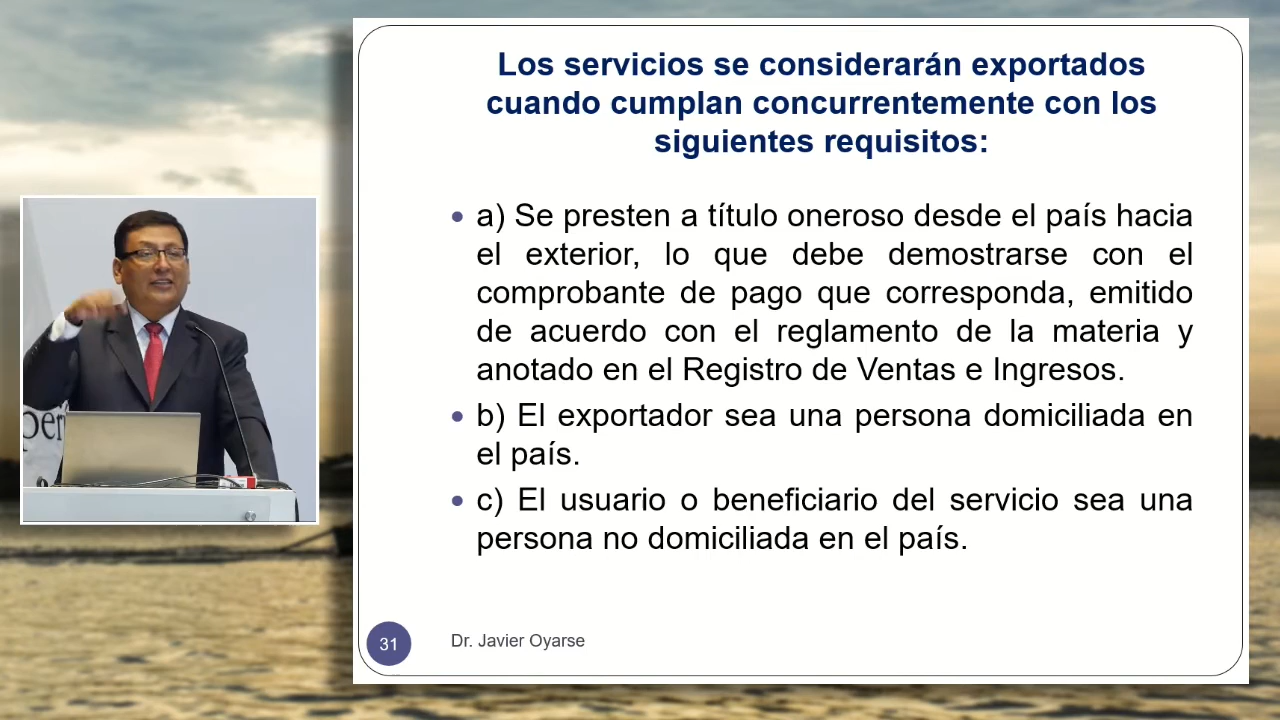 Los servicios se considerarán exportados
cuando cumplan concurrentemente con los
siguientes requisitos:
• a) Se presten a título oneroso desde el país hacia
el exterior, lo que debe demostrarse con el
comprobante de pago que corresponda, emitido
de acuerdo con el reglamento de la materia y
anotado en el Registro de Ventas e Ingresos.
• b) El exportador sea una persona domiciliada en
el país.
• c) El usuario o beneficiario del servicio sea una
persona no domiciliada en el país.
31
Dr. Javier Oyarse